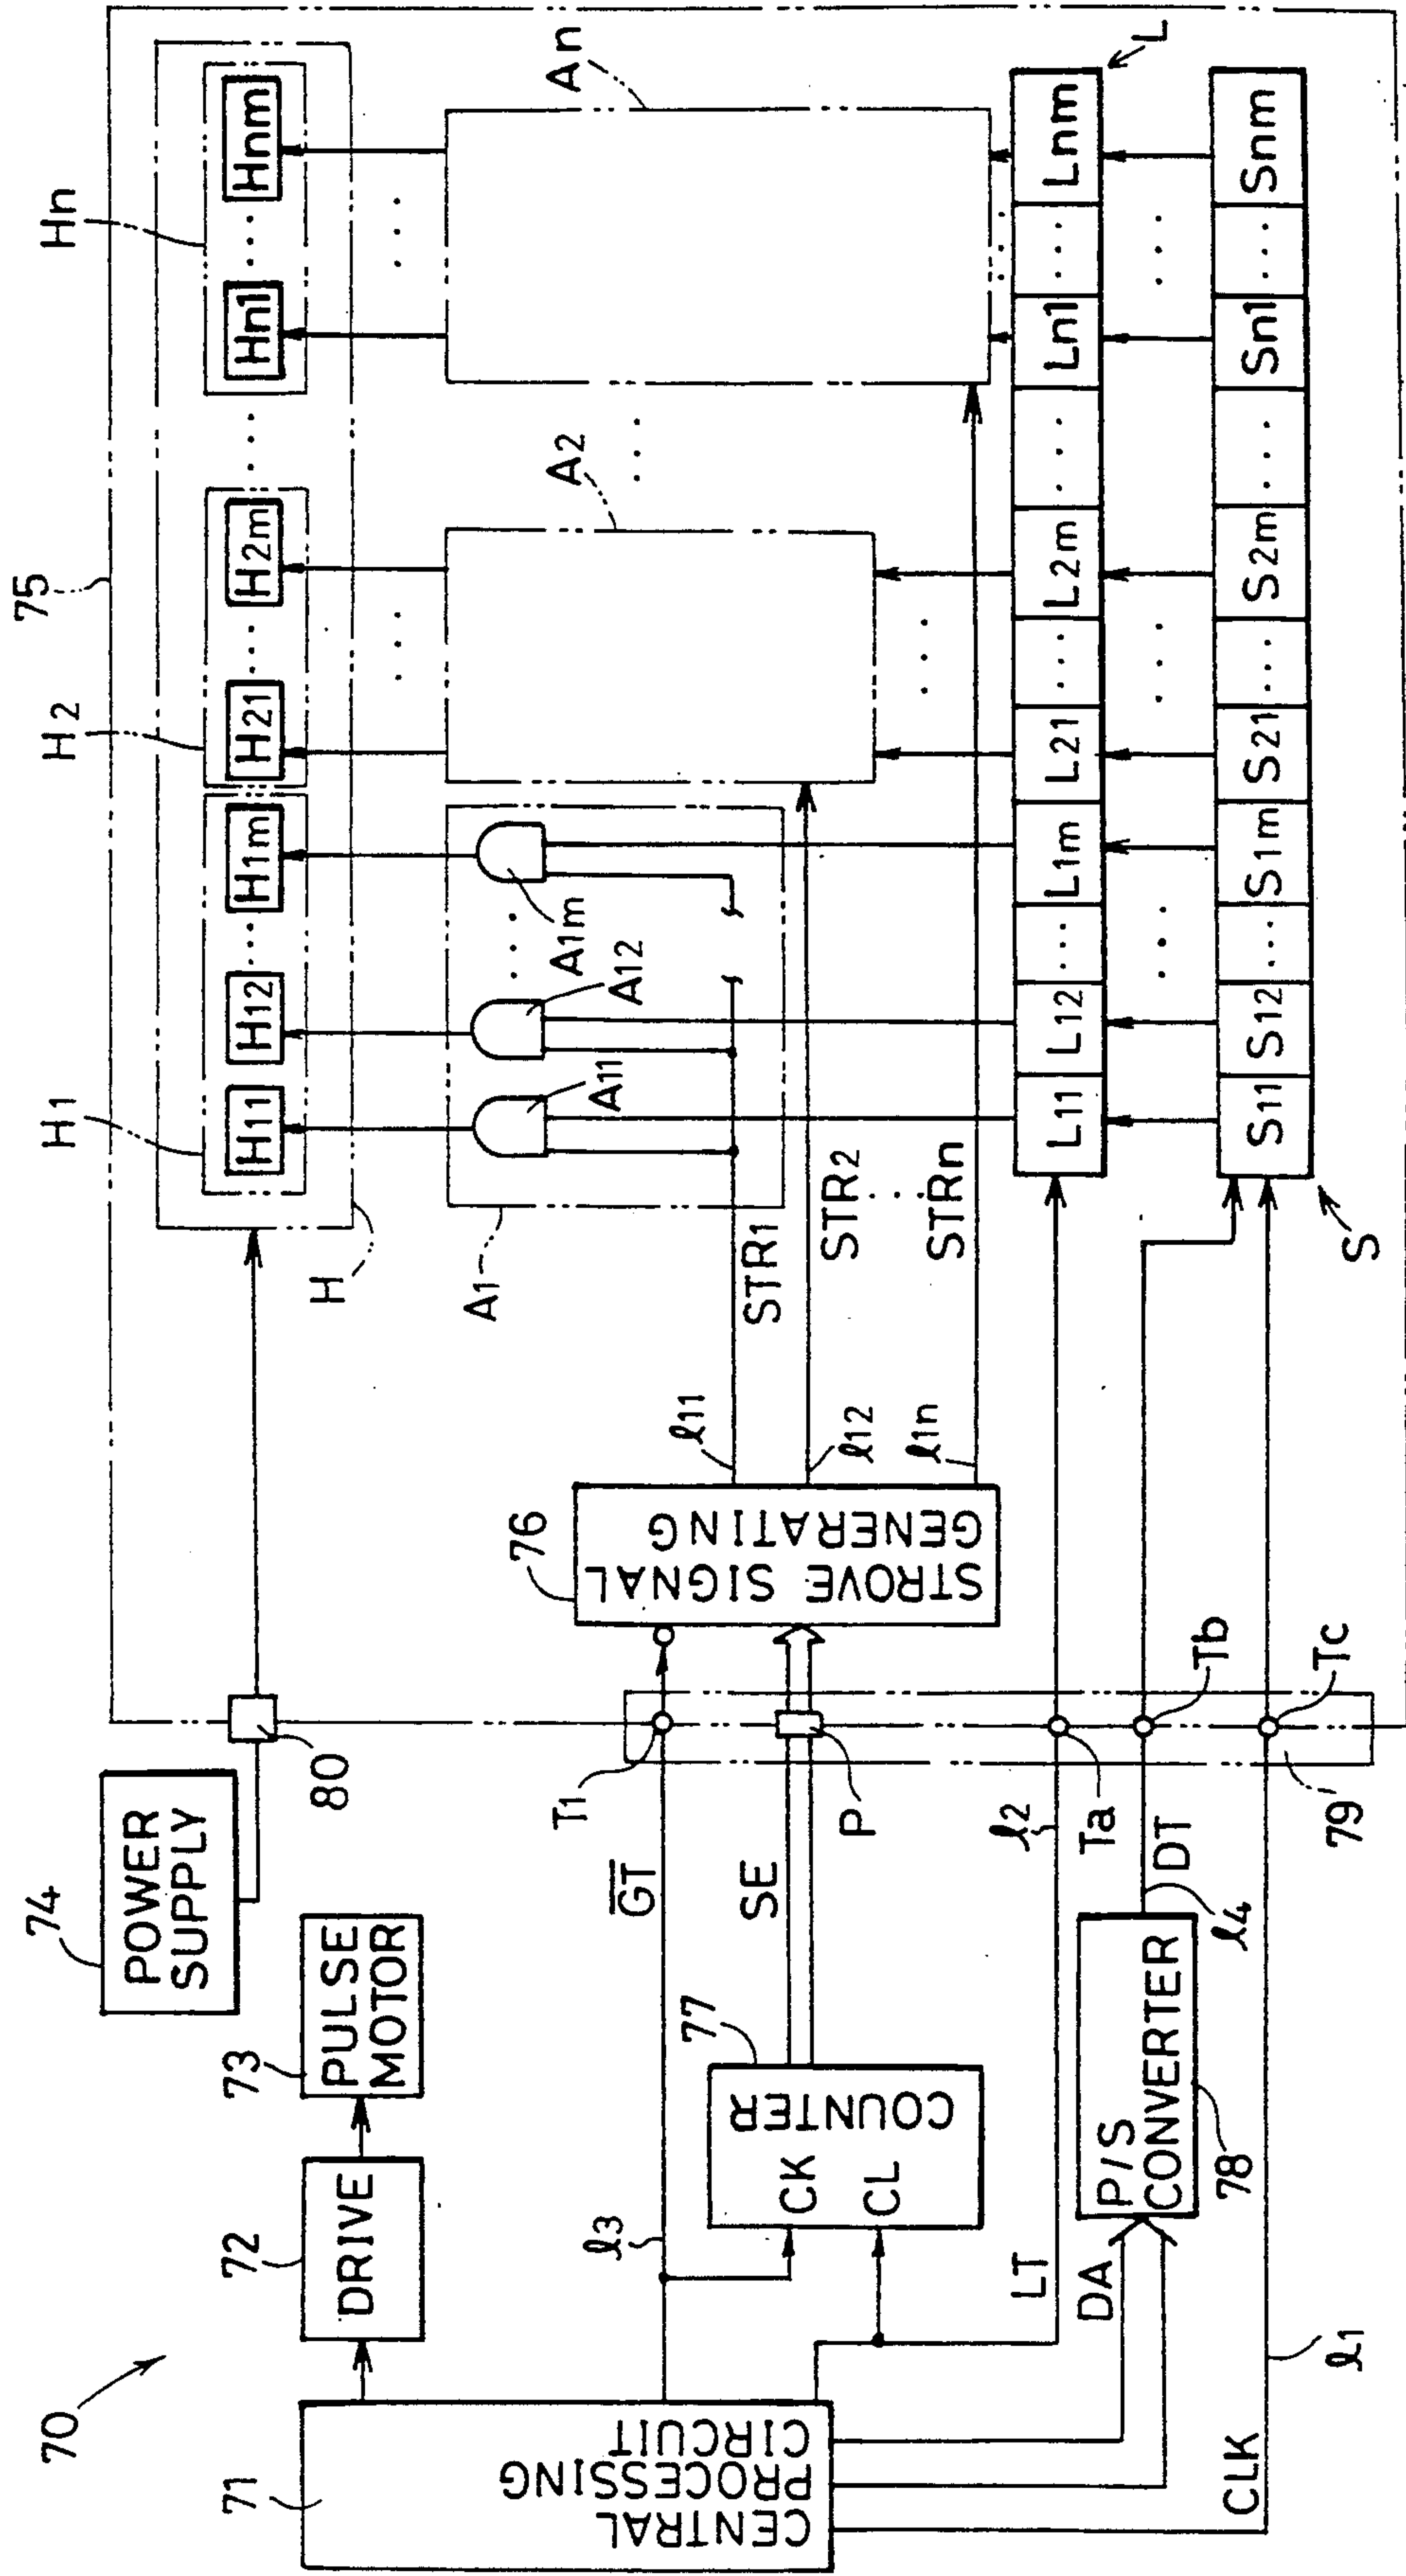 70
71
CENTRAL
PROCESSING
CIRCUIT
72
DRIVE
73
PULSE
MOTOR
74
POWER
SUPPLY
80
75
ℓ3
G̅T̅
T1
77
COUNTER
CK
CL
SE
P
76
STROVE SIGNAL
GENERATING
LT
ℓ2
Ta
DA
P/S
CONVERTER
78
DT
ℓ4
Tb
CLK
ℓ1
Tc
79
ℓ11
ℓ12
ℓ1n
STR1
STR2
STRn
H
H1
H2
Hn
H11 H12 ... H1m H21 ... H2m ... Hn1 ... Hnm
A1
A2
An
A11
A12
A1m
L11 L12 ... L1m L21 ... L2m .... Ln1 ... Lnm
L
S11 S12 ... S1m S21 ... S2m .... Sn1 ... Snm
S